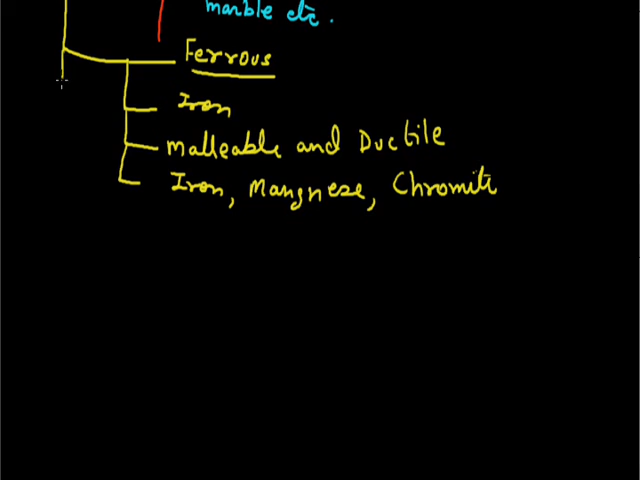 marble etc.
Ferrous
Iron
Malleable and Ductile
Iron, Mangnese, Chromite